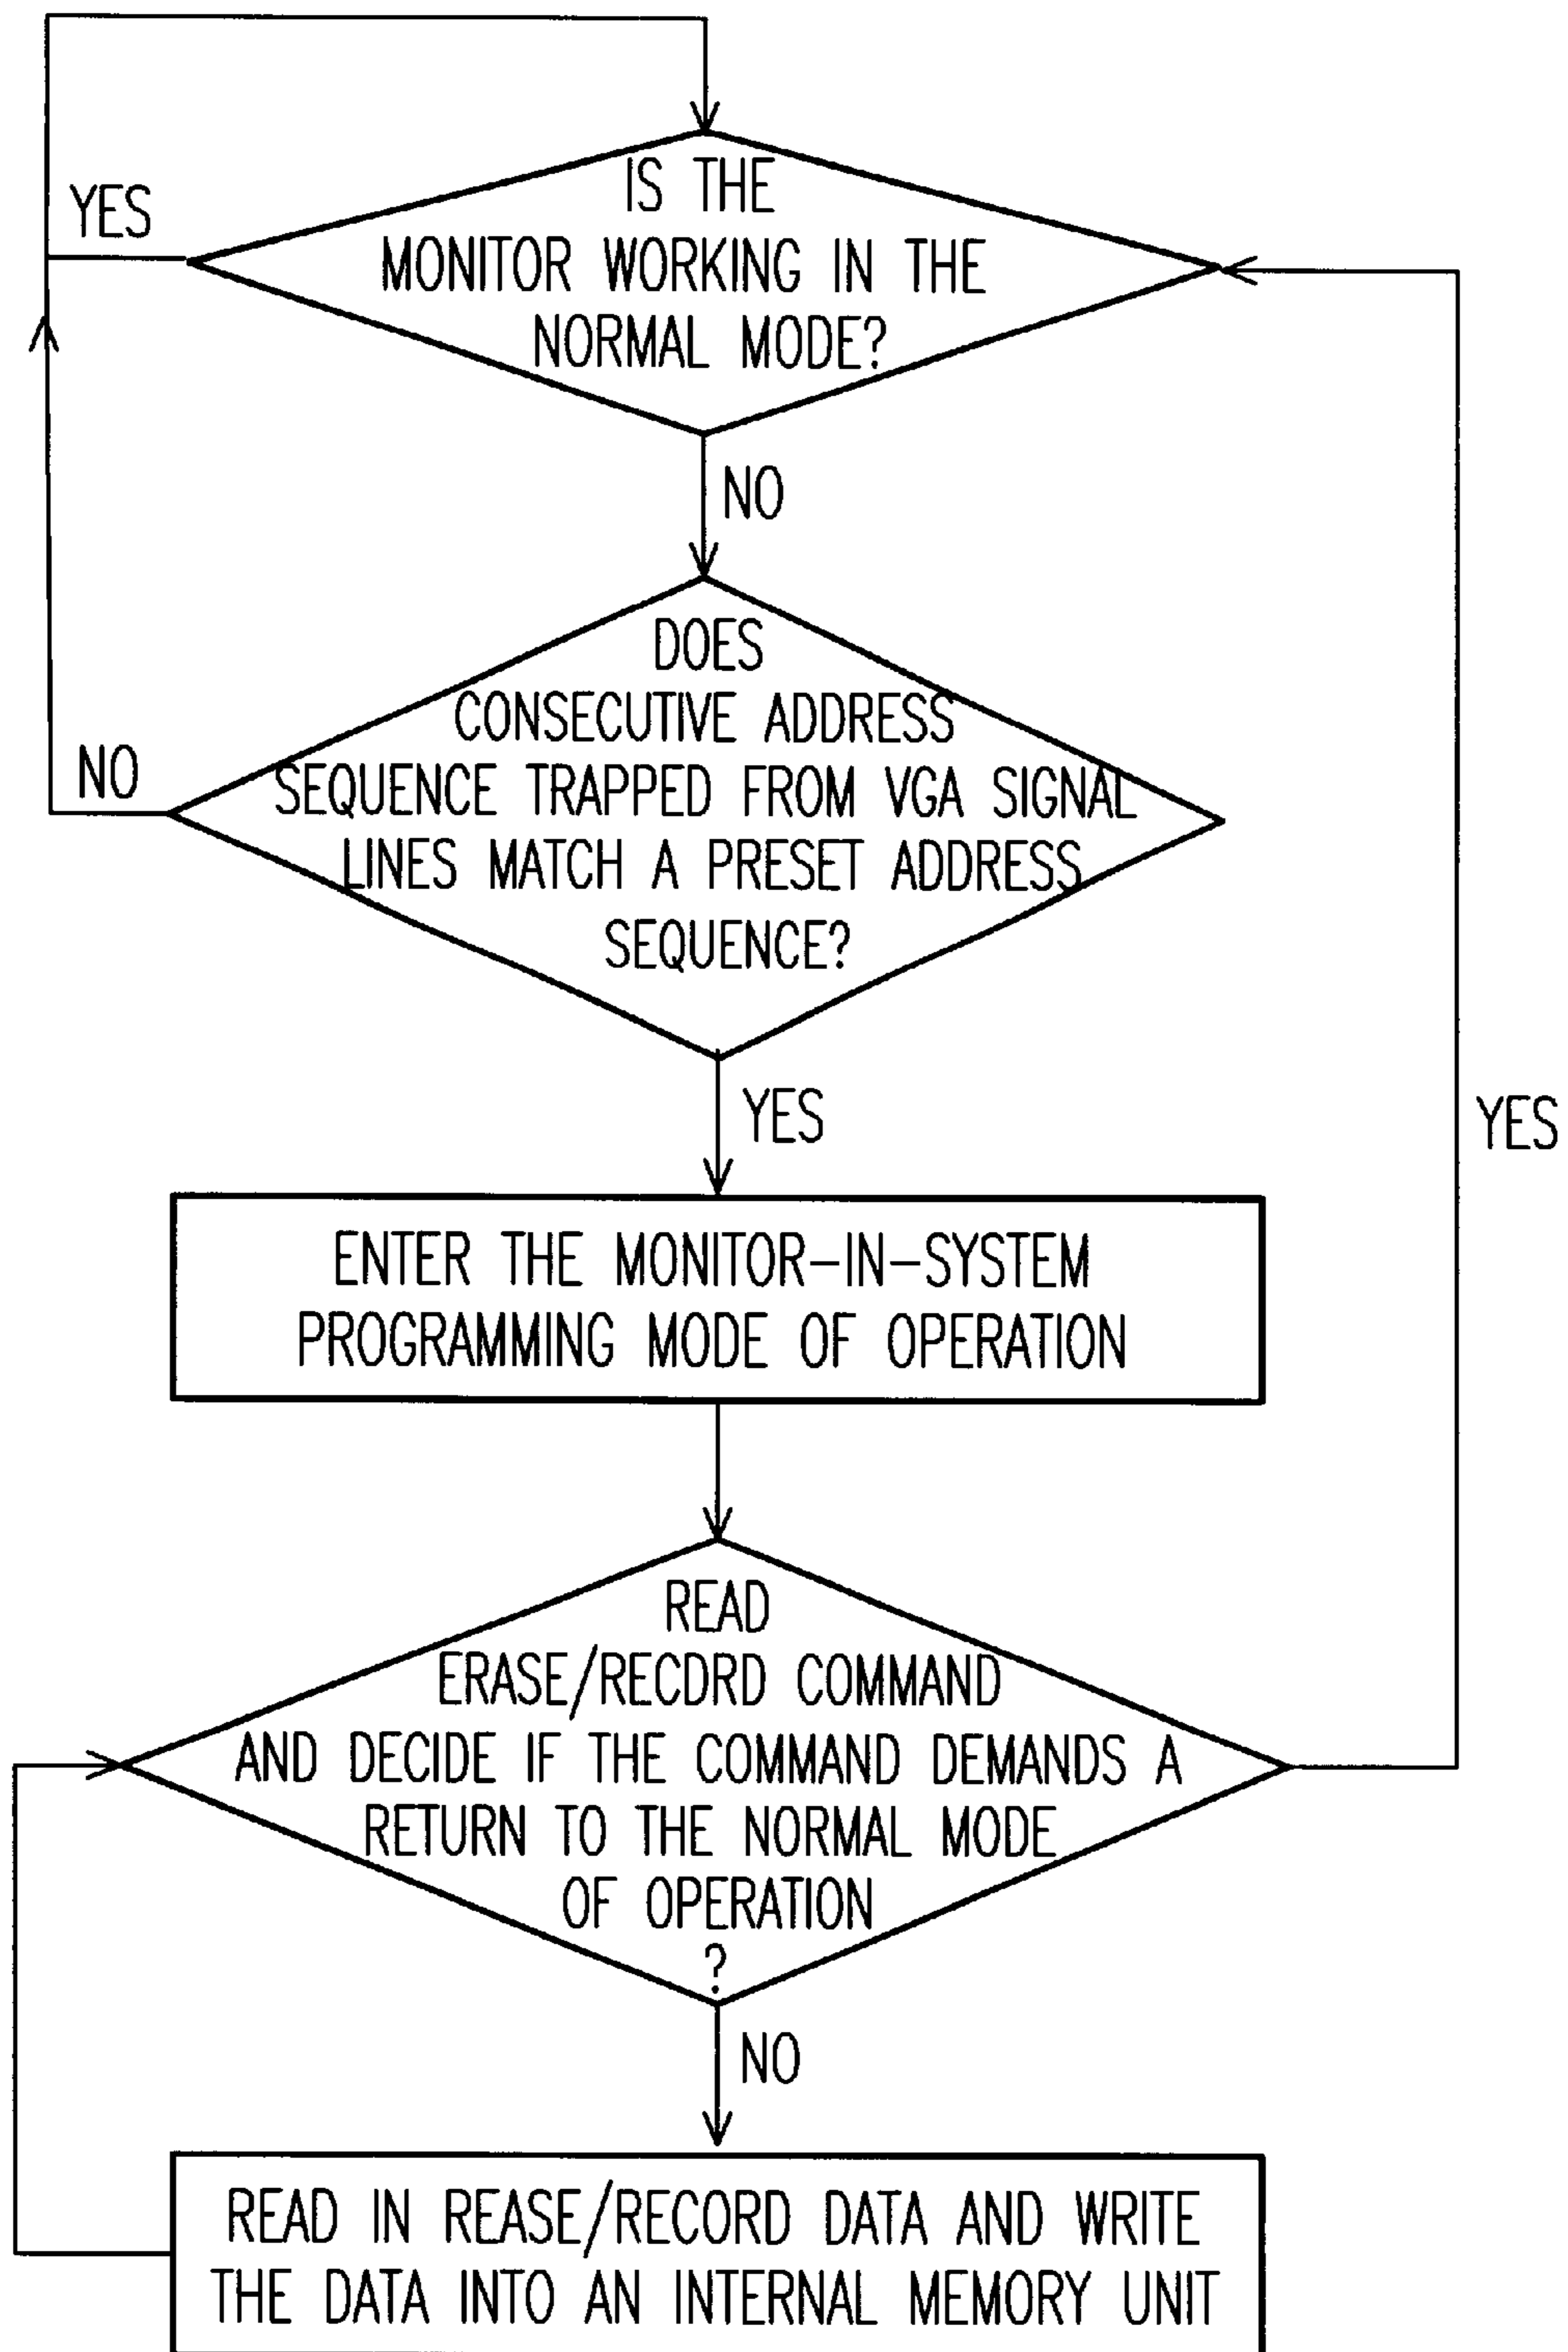 IS THE
MONITOR WORKING IN THE
NORMAL MODE?
YES
NO
DOES
CONSECUTIVE ADDRESS
SEQUENCE TRAPPED FROM VGA SIGNAL
LINES MATCH A PRESET ADDRESS
SEQUENCE?
NO
YES
YES
ENTER THE MONITOR-IN-SYSTEM
PROGRAMMING MODE OF OPERATION
READ
ERASE/RECDRD COMMAND
AND DECIDE IF THE COMMAND DEMANDS A
RETURN TO THE NORMAL MODE
OF OPERATION
?
NO
READ IN REASE/RECORD DATA AND WRITE
THE DATA INTO AN INTERNAL MEMORY UNIT